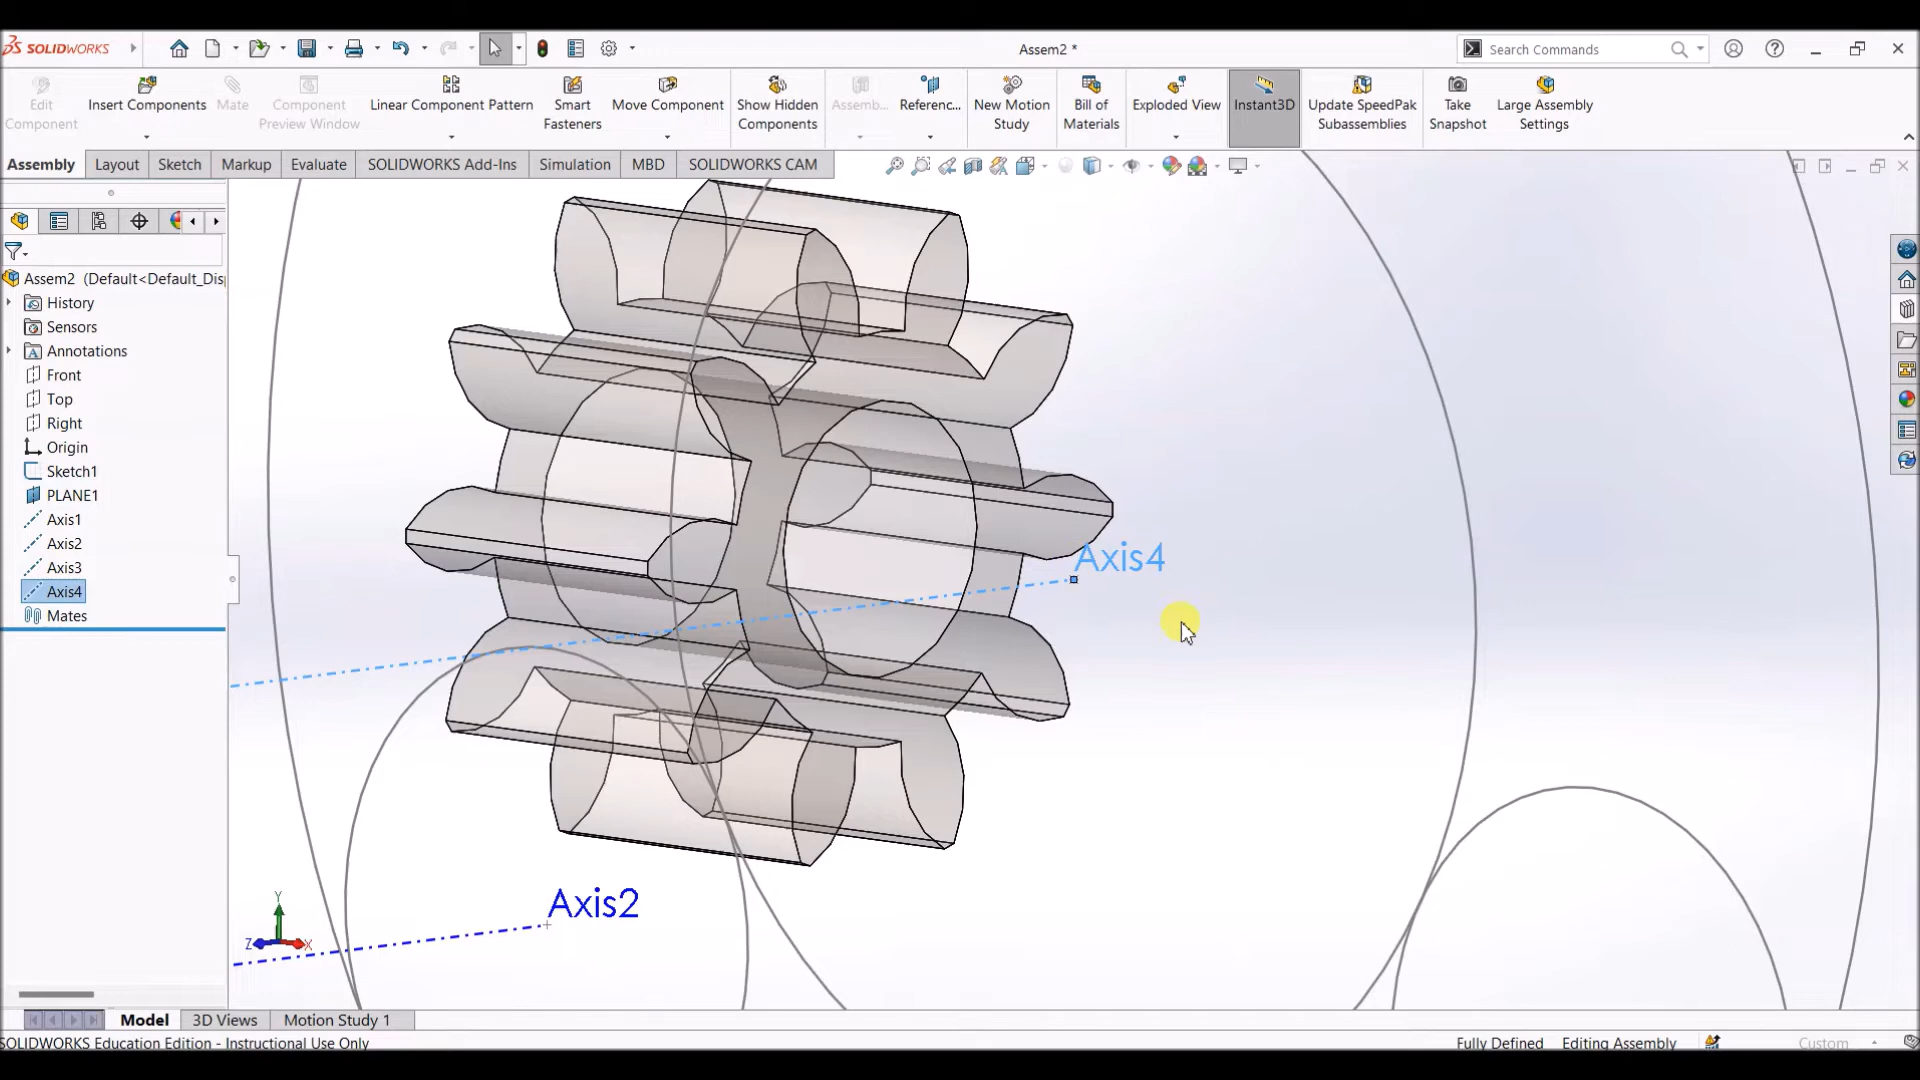 SOLIDWORKS
Assem2 *
Search Commands
Edit
Component
Insert Components
Mate
Component
Preview Window
Linear Component Pattern
Smart
Fasteners
Move Component
Show Hidden
Components
Assemb...
Referenc...
New Motion
Study
Bill of
Materials
Exploded View
Instant3D
Update SpeedPak
Subassemblies
Take
Snapshot
Large Assembly
Settings
Assembly
Layout
Sketch
Markup
Evaluate
SOLIDWORKS Add-Ins
Simulation
MBD
SOLIDWORKS CAM
Assem2 (Default<Default_Dis
History
Sensors
Annotations
Front
Top
Right
Origin
Sketch1
PLANE1
Axis1
Axis2
Axis3
Axis4
Mates
Axis4
Axis2
Y
Z
X
Model
3D Views
Motion Study 1
SOLIDWORKS Education Edition - Instructional Use Only
Fully Defined
Editing Assembly
Custom